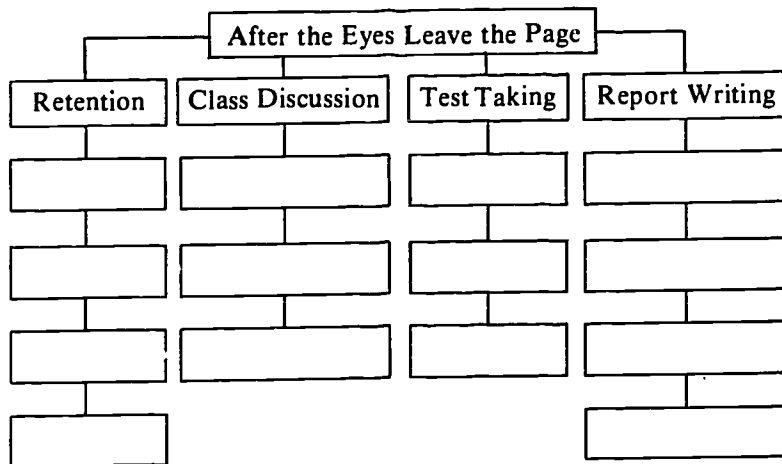 After the Eyes Leave the Page
Retention
Class Discussion
Test Taking
Report Writing